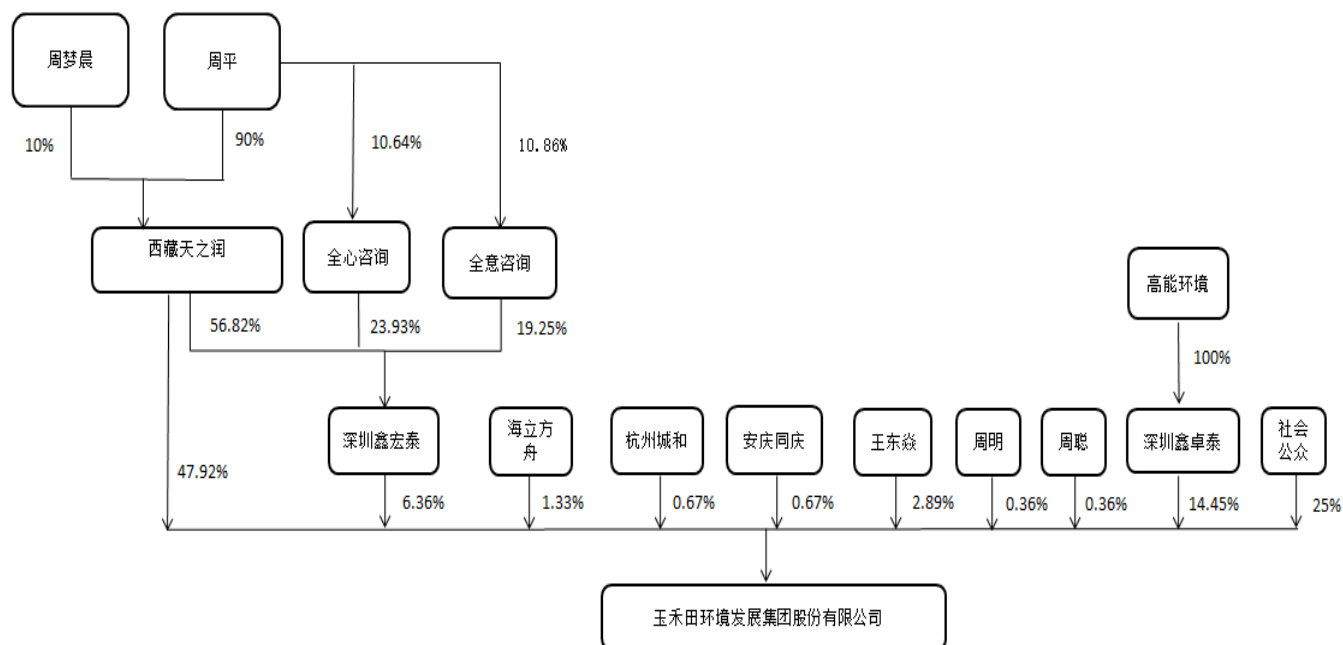 周梦晨
周平
10%
90%
10.64%
10.86%
西藏天之润
全心咨询
全意咨询
高能环境
56.82%
23.93%
19.25%
100%
深圳鑫宏泰
海立方
舟
杭州城和
安庆同庆
王东焱
周明
周聪
深圳鑫卓泰
社会
公众
47.92%
6.36%
1.33%
0.67%
0.67%
2.89%
0.36%
0.36%
14.45%
25%
玉禾田环境发展集团股份有限公司